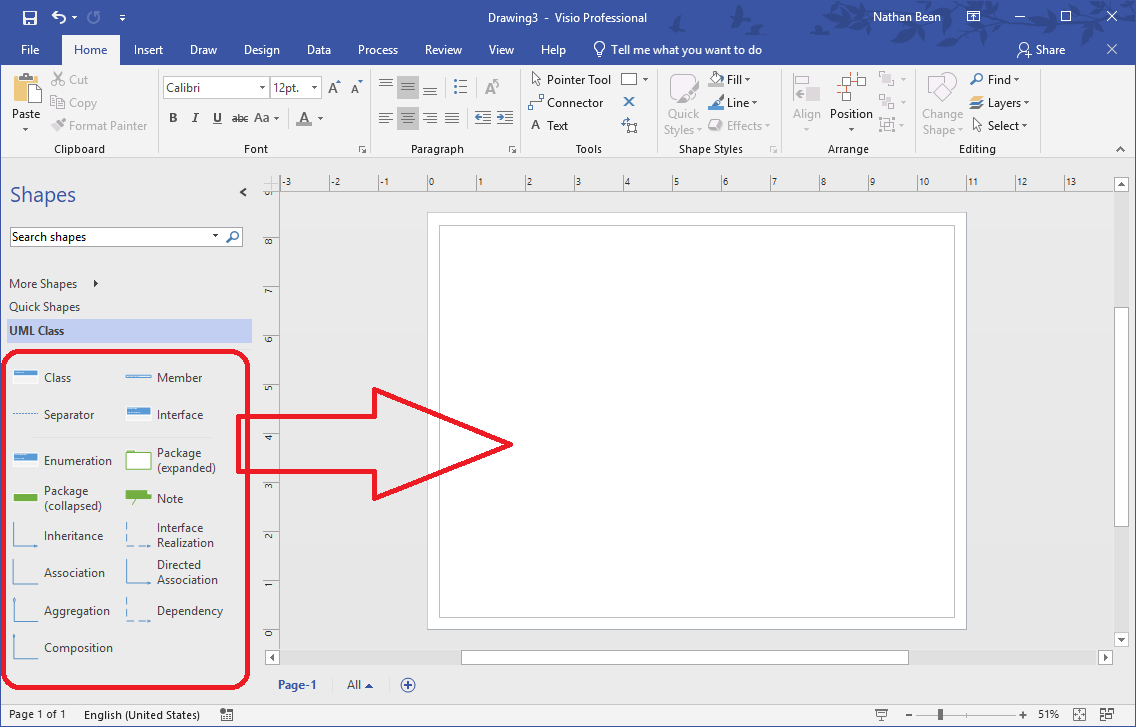 Drawing3 - Visio Professional
Nathan Bean
File Home Insert Draw Design Data Process Review View Help Tell me what you want to do Share
Paste
Cut
Copy
Format Painter
Clipboard
Calibri 12pt.
B I U abc Aa A
Font
Paragraph
Pointer Tool
Connector
A Text
Tools
Quick
Styles
Fill
Line
Effects
Shape Styles
Align
Position
Arrange
Change
Shape
Find
Layers
Select
Editing
Shapes
Search shapes
More Shapes
Quick Shapes
UML Class
Class
Member
Separator
Interface
Enumeration
Package
(expanded)
Package
(collapsed)
Note
Inheritance
Interface
Realization
Association
Directed
Association
Aggregation
Dependency
Composition
-3 -2 -1 0 1 2 3 4 5 6 7 8 9 10 11 12 13
9
8
7
6
5
4
3
2
1
0
Page-1 All
Page 1 of 1 English (United States) 51%